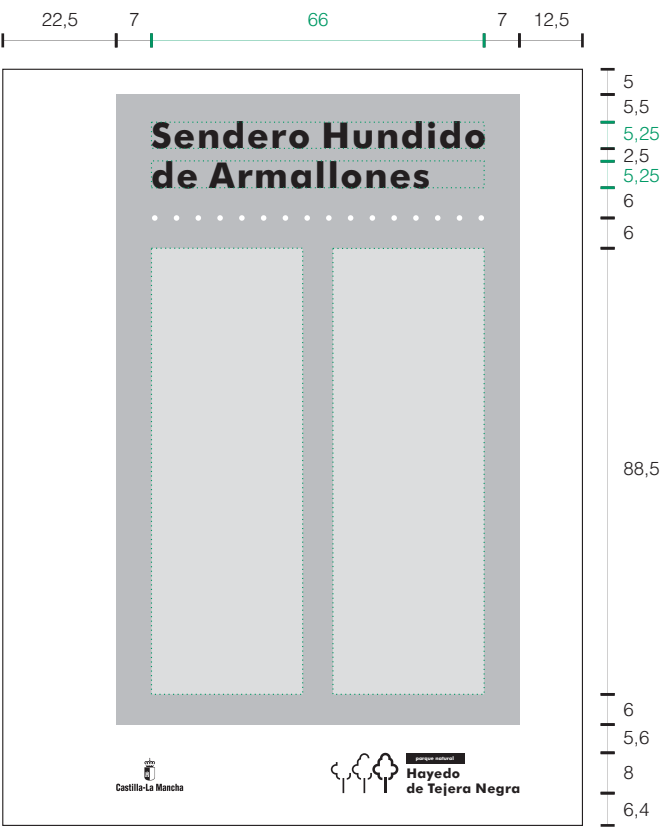 22,5 7 66 7 12,5
5
5,5
Sendero Hundido
5,25
2,5
de Armallones
5,25
6
6
88,5
6
5,6
parque natural
8
Hayedo
Castilla-La Mancha
de Tejera Negra
6,4